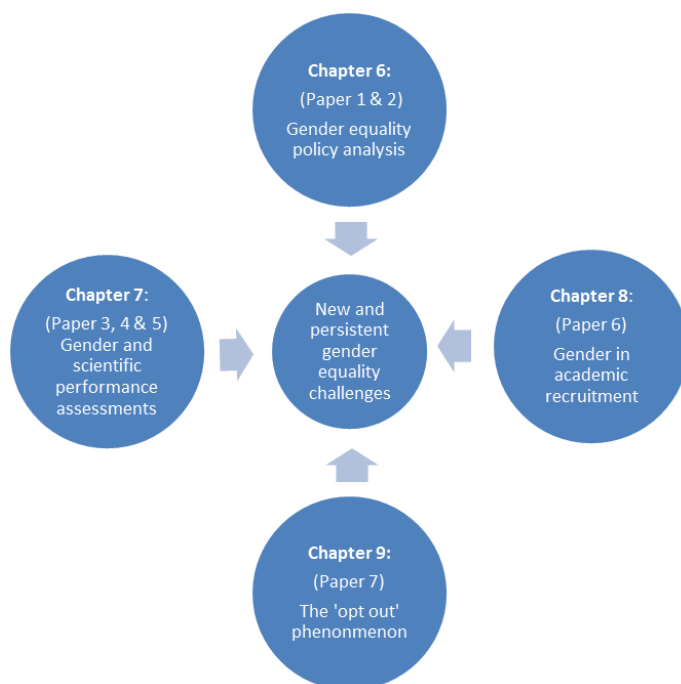 Chapter 6:
(Paper 1 & 2)
Gender equality
policy analysis
Chapter 7:
(Paper 3, 4 & 5)
Gender and
scientific
performance
assessments
New and
persistent
gender
equality
challenges
Chapter 8:
(Paper 6)
Gender in
academic
recruitment
Chapter 9:
(Paper 7)
The 'opt out'
phenonmenon